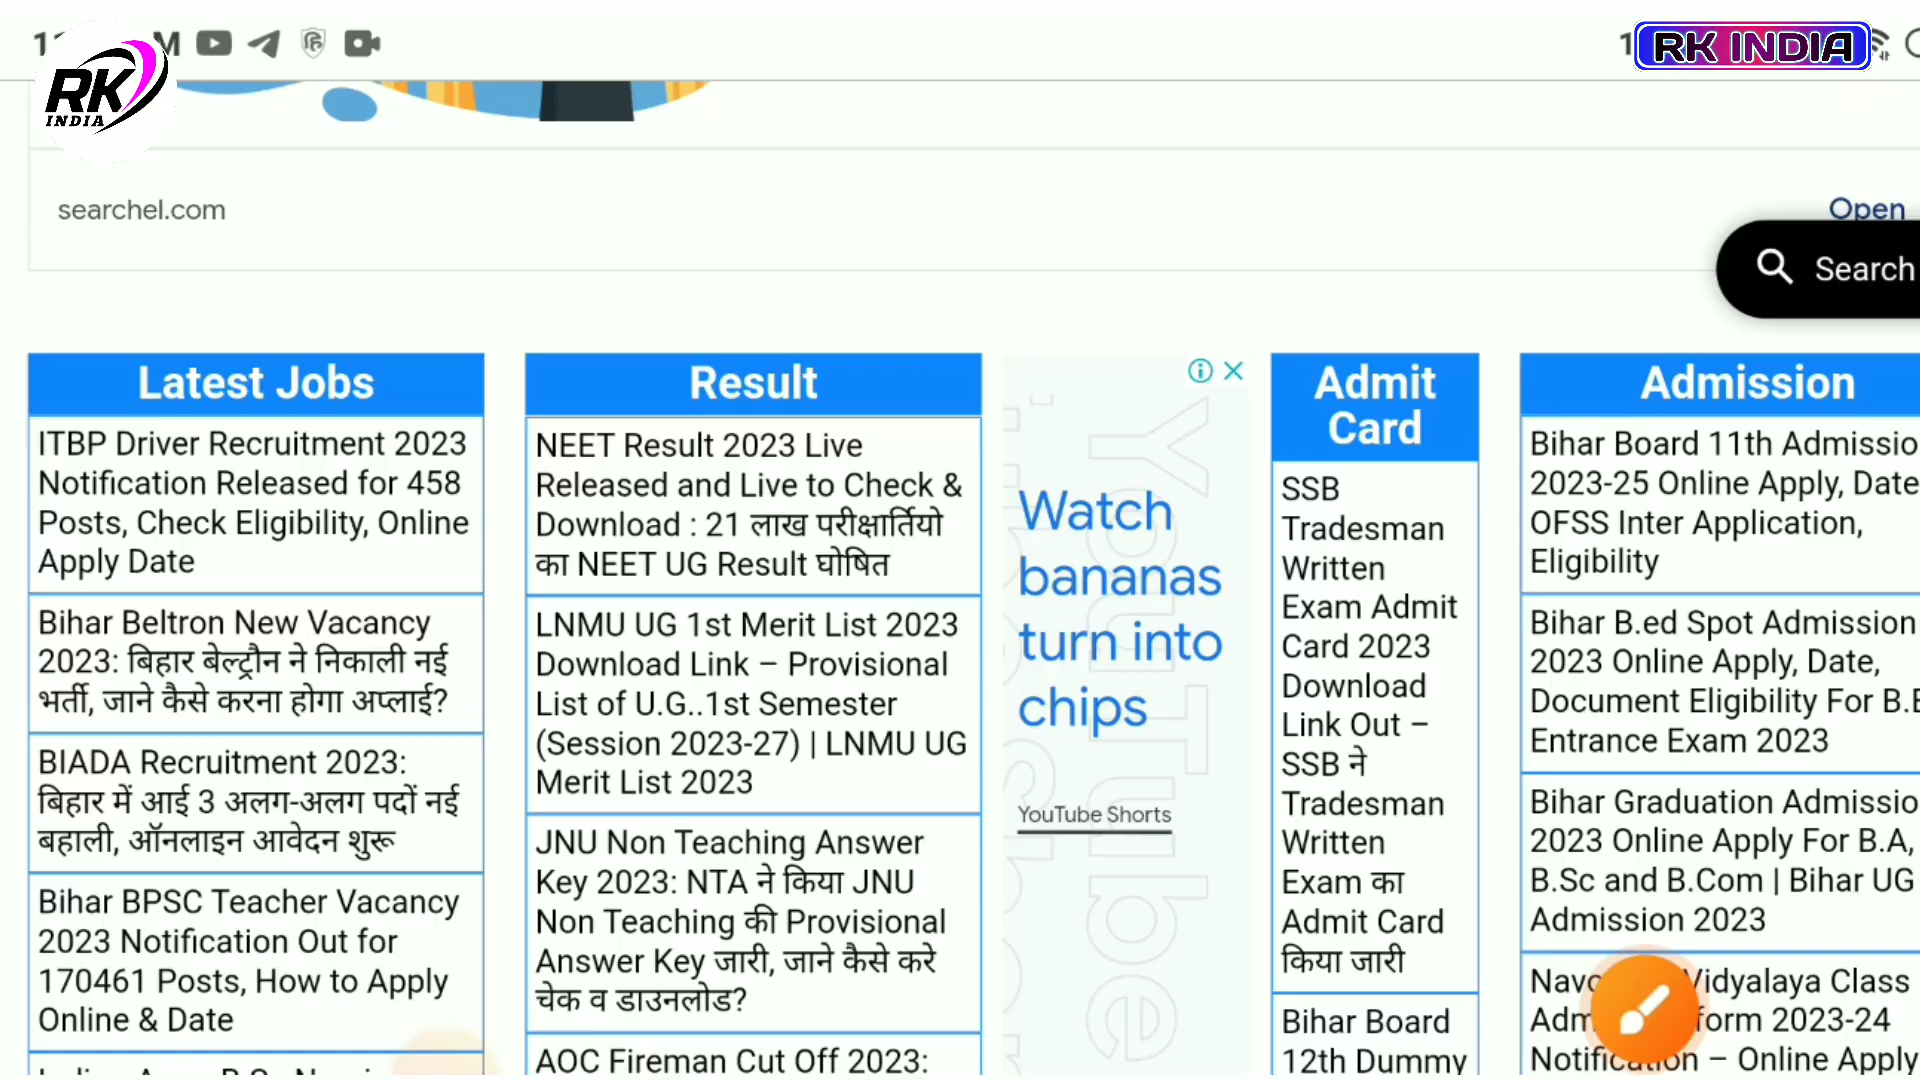 M
RK INDIA
RK
INDIA
searchel.com
Open
Search
Latest Jobs
ITBP Driver Recruitment 2023
Notification Released for 458
Posts, Check Eligibility, Online
Apply Date
Bihar Beltron New Vacancy
2023: बिहार बेल्ट्रौन ने निकाली नई
भर्ती, जाने कैसे करना होगा अप्लाई?
BIADA Recruitment 2023:
बिहार में आई 3 अलग-अलग पदों नई
बहाली, ऑनलाइन आवेदन शुरू
Bihar BPSC Teacher Vacancy
2023 Notification Out for
170461 Posts, How to Apply
Online & Date
Result
NEET Result 2023 Live
Released and Live to Check &
Download : 21 लाख परीक्षार्तियो
का NEET UG Result घोषित
LNMU UG 1st Merit List 2023
Download Link – Provisional
List of U.G..1st Semester
(Session 2023-27) | LNMU UG
Merit List 2023
JNU Non Teaching Answer
Key 2023: NTA ने किया JNU
Non Teaching की Provisional
Answer Key जारी, जाने कैसे करे
चेक व डाउनलोड?
AOC Fireman Cut Off 2023:
Watch
bananas
turn into
chips
YouTube Shorts
YouTube
Admit
Card
SSB
Tradesman
Written
Exam Admit
Card 2023
Download
Link Out –
SSB ने
Tradesman
Written
Exam का
Admit Card
किया जारी
Bihar Board
12th Dummy
Admission
Bihar Board 11th Admissio
2023-25 Online Apply, Date
OFSS Inter Application,
Eligibility
Bihar B.ed Spot Admission
2023 Online Apply, Date,
Document Eligibility For B.E
Entrance Exam 2023
Bihar Graduation Admissio
2023 Online Apply For B.A,
B.Sc and B.Com | Bihar UG
Admission 2023
Vidyalaya Class
form 2023-24
Notification – Online Apply